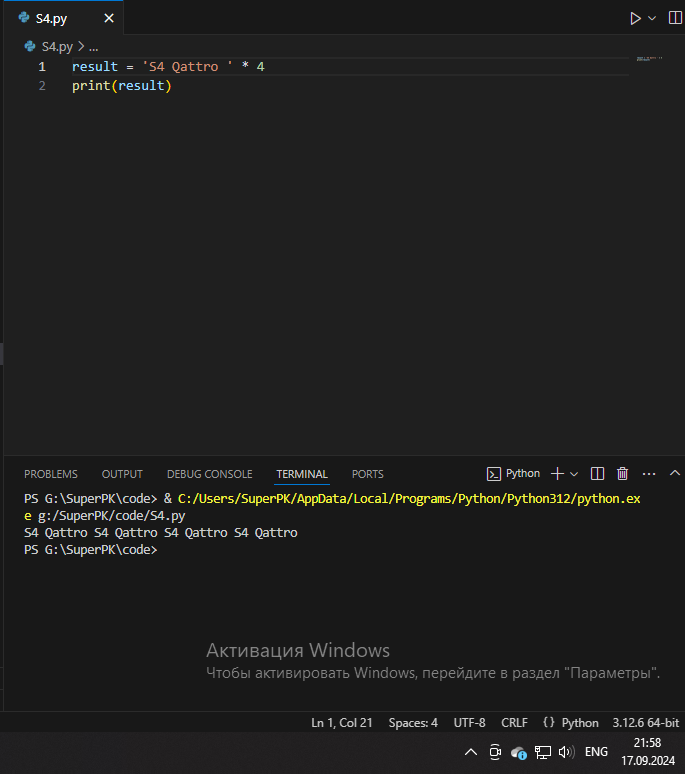 S4.py
S4.py > ...
1 result = 'S4 Qattro ' * 4
2 print(result)
PROBLEMS OUTPUT DEBUG CONSOLE TERMINAL PORTS Python
PS G:\SuperPK\code> & C:/Users/SuperPK/AppData/Local/Programs/Python/Python312/python.ex
e g:/SuperPK/code/S4.py
S4 Qattro S4 Qattro S4 Qattro S4 Qattro
PS G:\SuperPK\code>
Активация Windows
Чтобы активировать Windows, перейдите в раздел "Параметры".
Ln 1, Col 21 Spaces: 4 UTF-8 CRLF {} Python 3.12.6 64-bit
ENG 21:58
17.09.2024